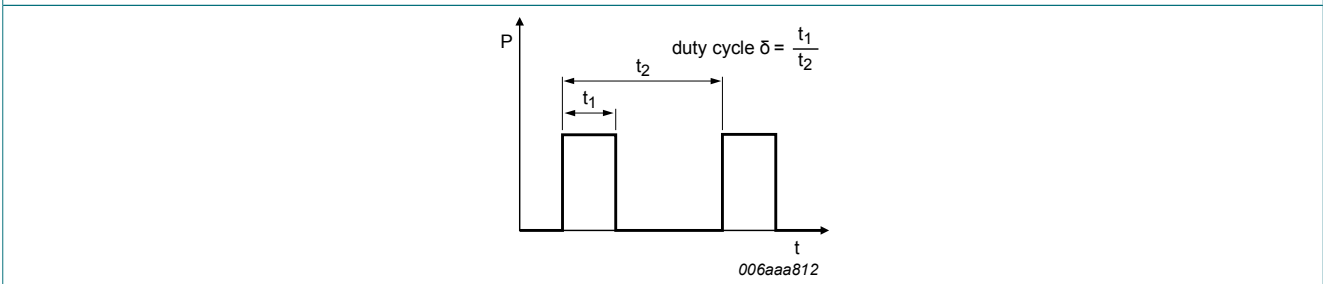 P
duty cycle δ = t1
t2
t2
t1
t
006aaa812